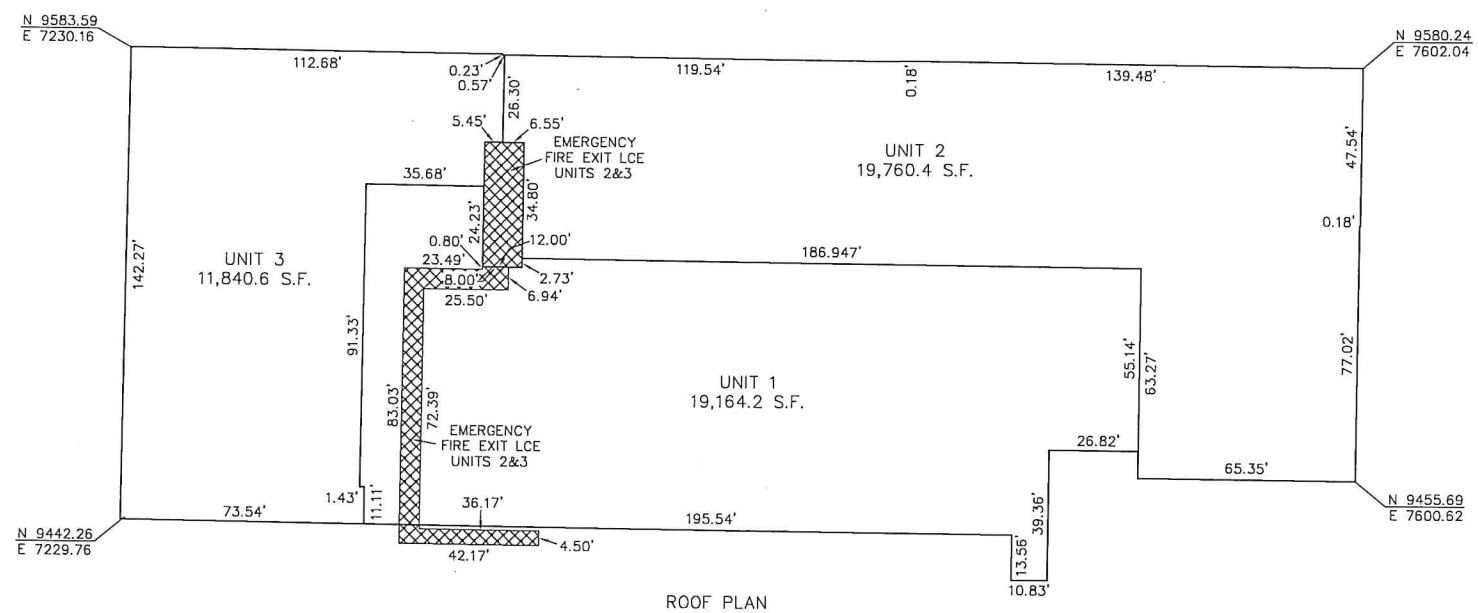 N 9583.59
E 7230.16
N 9580.24
E 7602.04
112.68'
0.23'
0.57'
119.54'
0.18'
139.48'
26.30'
5.45'
6.55'
EMERGENCY
FIRE EXIT LCE
UNITS 2&3
UNIT 2
19,760.4 S.F.
47.54'
35.68'
24.23'
34.80'
0.18'
UNIT 3
11,840.6 S.F.
142.27'
0.80'
12.00'
23.49'
186.947'
8.00'
2.73'
25.50'
6.94'
91.33'
83.03'
72.39'
UNIT 1
19,164.2 S.F.
55.14'
63.27'
77.02'
EMERGENCY
FIRE EXIT LCE
UNITS 2&3
26.82'
65.35'
1.43'
11.11'
36.17'
73.54'
195.54'
39.36'
13.56'
N 9442.26
E 7229.76
N 9455.69
E 7600.62
42.17'
4.50'
10.83'
ROOF PLAN